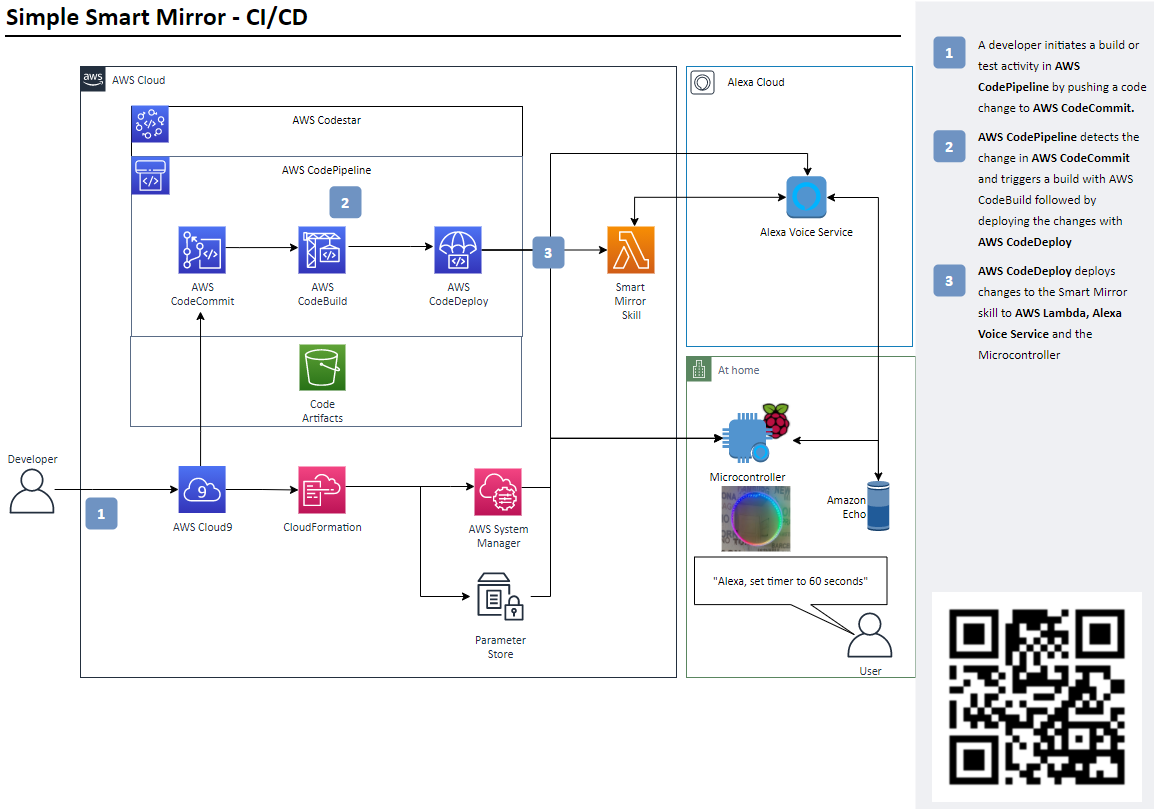 Simple Smart Mirror - CI/CD
aws
AWS Cloud
AWS Codestar
AWS CodePipeline
2
AWS
CodeCommit
AWS
CodeBuild
AWS
CodeDeploy
3
Smart
Mirror
Skill
Code
Artifacts
Developer
1
9
AWS Cloud9
CloudFormation
AWS System
Manager
Parameter
Store
Alexa Cloud
Alexa Voice Service
At home
Microcontroller
Amazon
Echo
"Alexa, set timer to 60 seconds"
User
1
A developer initiates a build or
test activity in AWS
CodePipeline by pushing a code
change to AWS CodeCommit.
2
AWS CodePipeline detects the
change in AWS CodeCommit
and triggers a build with AWS
CodeBuild followed by
deploying the changes with
AWS CodeDeploy
3
AWS CodeDeploy deploys
changes to the Smart Mirror
skill to AWS Lambda, Alexa
Voice Service and the
Microcontroller